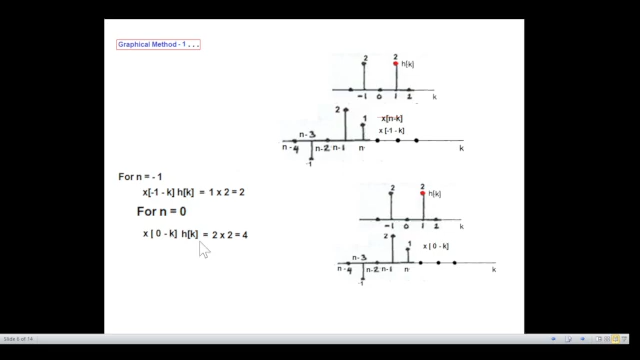 Graphical Method - 1 . . .
2
2
h[k]
-1 0 1 2 k
2
1
x[n-k]
x [-1 - k]
n-3
n-4 n-2 n-1 n
-1
k
For n = - 1
x[-1 - k] h[k] = 1 x 2 = 2
For n = 0
x [ 0 - k] h[k] = 2 x 2 = 4
2
2
h[k]
-1 0 1 2 k
2
1
x [ 0 - k]
n-3
n-4 n-2 n-1 n
-1
k
Slide 5 of 14